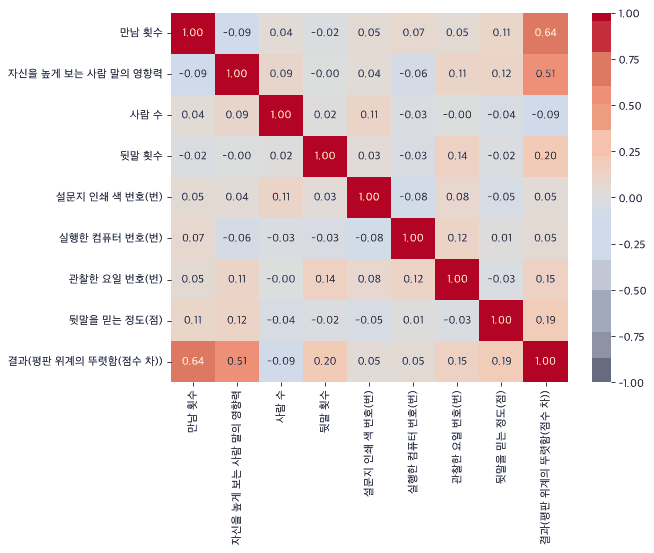 만남 횟수 1.00 -0.09 0.04 -0.02 0.05 0.07 0.05 0.11 0.64
자신을 높게 보는 사람 말의 영향력 -0.09 1.00 0.09 -0.00 0.04 -0.06 0.11 0.12 0.51
사람 수 0.04 0.09 1.00 0.02 0.11 -0.03 -0.00 -0.04 -0.09
뒷말 횟수 -0.02 -0.00 0.02 1.00 0.03 -0.03 0.14 -0.02 0.20
설문지 인쇄 색 번호(번) 0.05 0.04 0.11 0.03 1.00 -0.08 0.08 -0.05 0.05
실행한 컴퓨터 번호(번) 0.07 -0.06 -0.03 -0.03 -0.08 1.00 0.12 0.01 0.05
관찰한 요일 번호(번) 0.05 0.11 -0.00 0.14 0.08 0.12 1.00 -0.03 0.15
뒷말을 믿는 정도(점) 0.11 0.12 -0.04 -0.02 -0.05 0.01 -0.03 1.00 0.19
결과(평판 위계의 뚜렷함(점수 차)) 0.64 0.51 -0.09 0.20 0.05 0.05 0.15 0.19 1.00
만남 횟수
자신을 높게 보는 사람 말의 영향력
사람 수
뒷말 횟수
설문지 인쇄 색 번호(번)
실행한 컴퓨터 번호(번)
관찰한 요일 번호(번)
뒷말을 믿는 정도(점)
결과(평판 위계의 뚜렷함(점수 차))
1.00
0.75
0.50
0.25
0.00
-0.25
-0.50
-0.75
-1.00